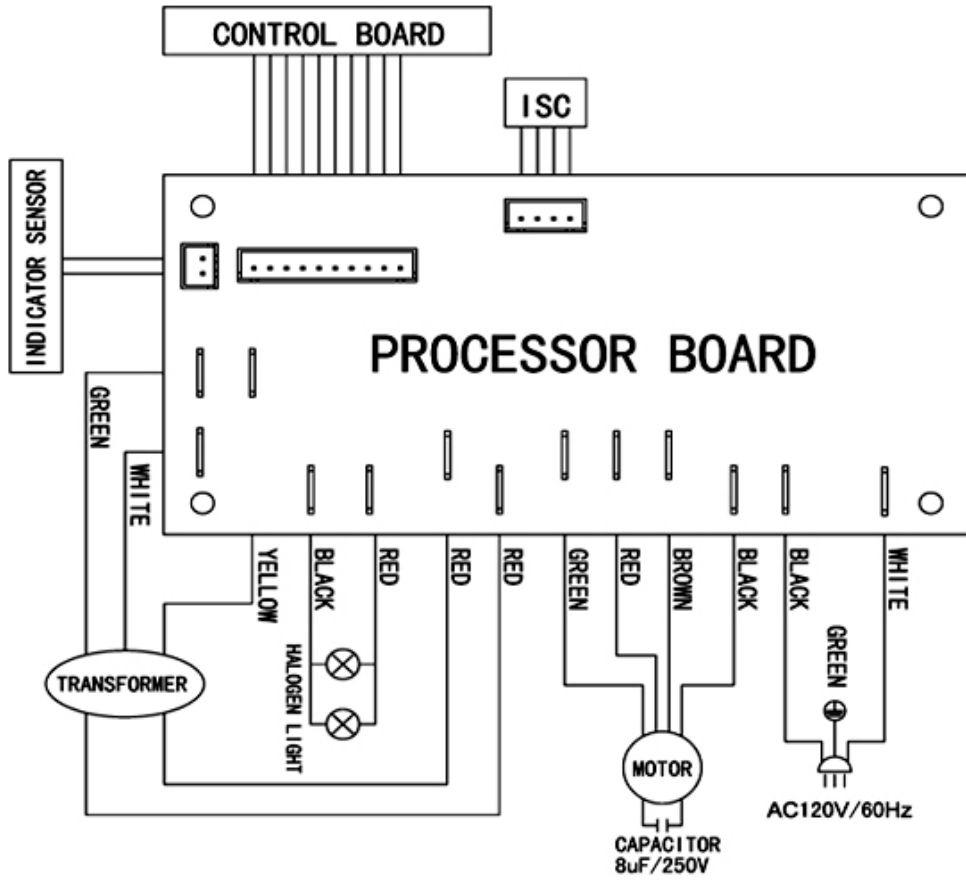 CONTROL BOARD
ISC
INDICATOR SENSOR
PROCESSOR BOARD
GREEN
WHITE
YELLOW
BLACK
RED
RED
RED
GREEN
RED
BROWN
BLACK
BLACK
WHITE
GREEN
HALOGEN LIGHT
TRANSFORMER
MOTOR
AC120V/60Hz
CAPACITOR
8uF/250V